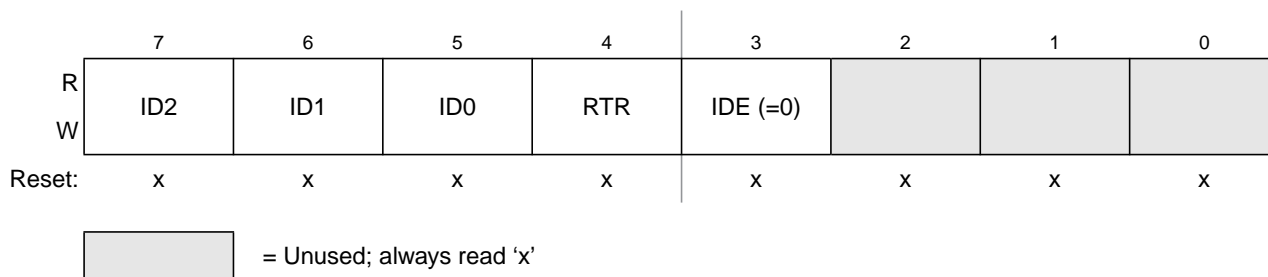 7 6 5 4 3 2 1 0
R
ID2 ID1 ID0 RTR IDE (=0)
W
Reset: x x x x x x x x
= Unused; always read ‘x’